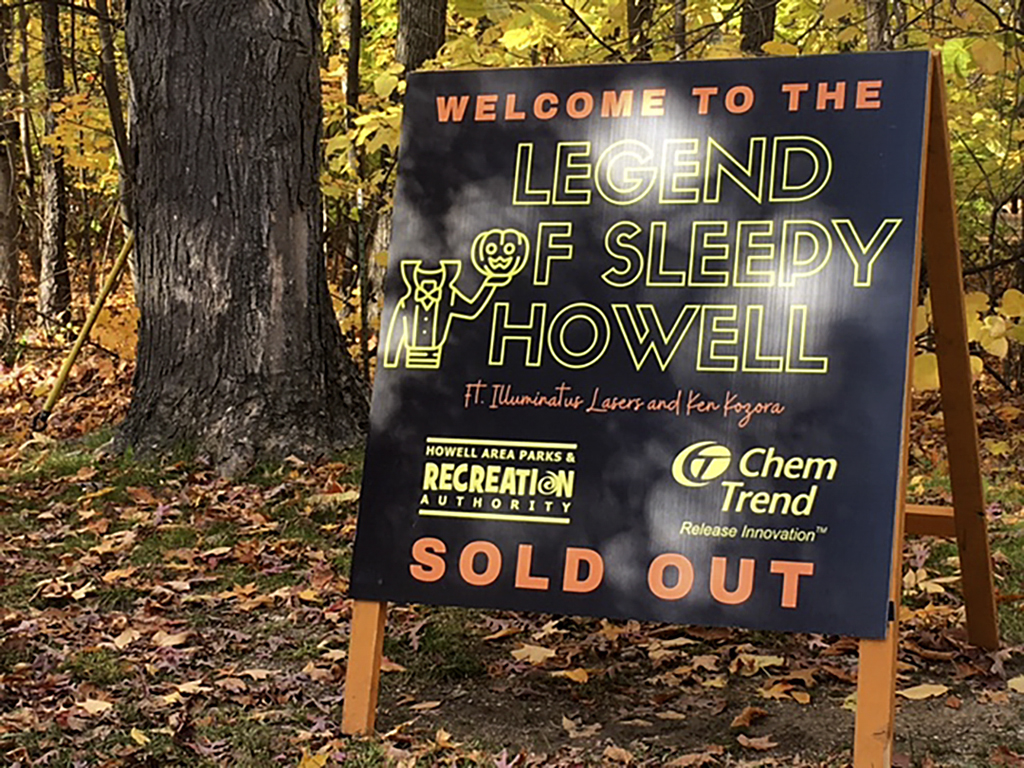 WELCOME TO THE
LEGEND
OF SLEEPY
HOWELL
FT. Illuminatus Lasers and Ken Kozora
HOWELL AREA PARKS &
RECREATION
AUTHORITY
Chem
Trend
Release Innovation™
SOLD OUT